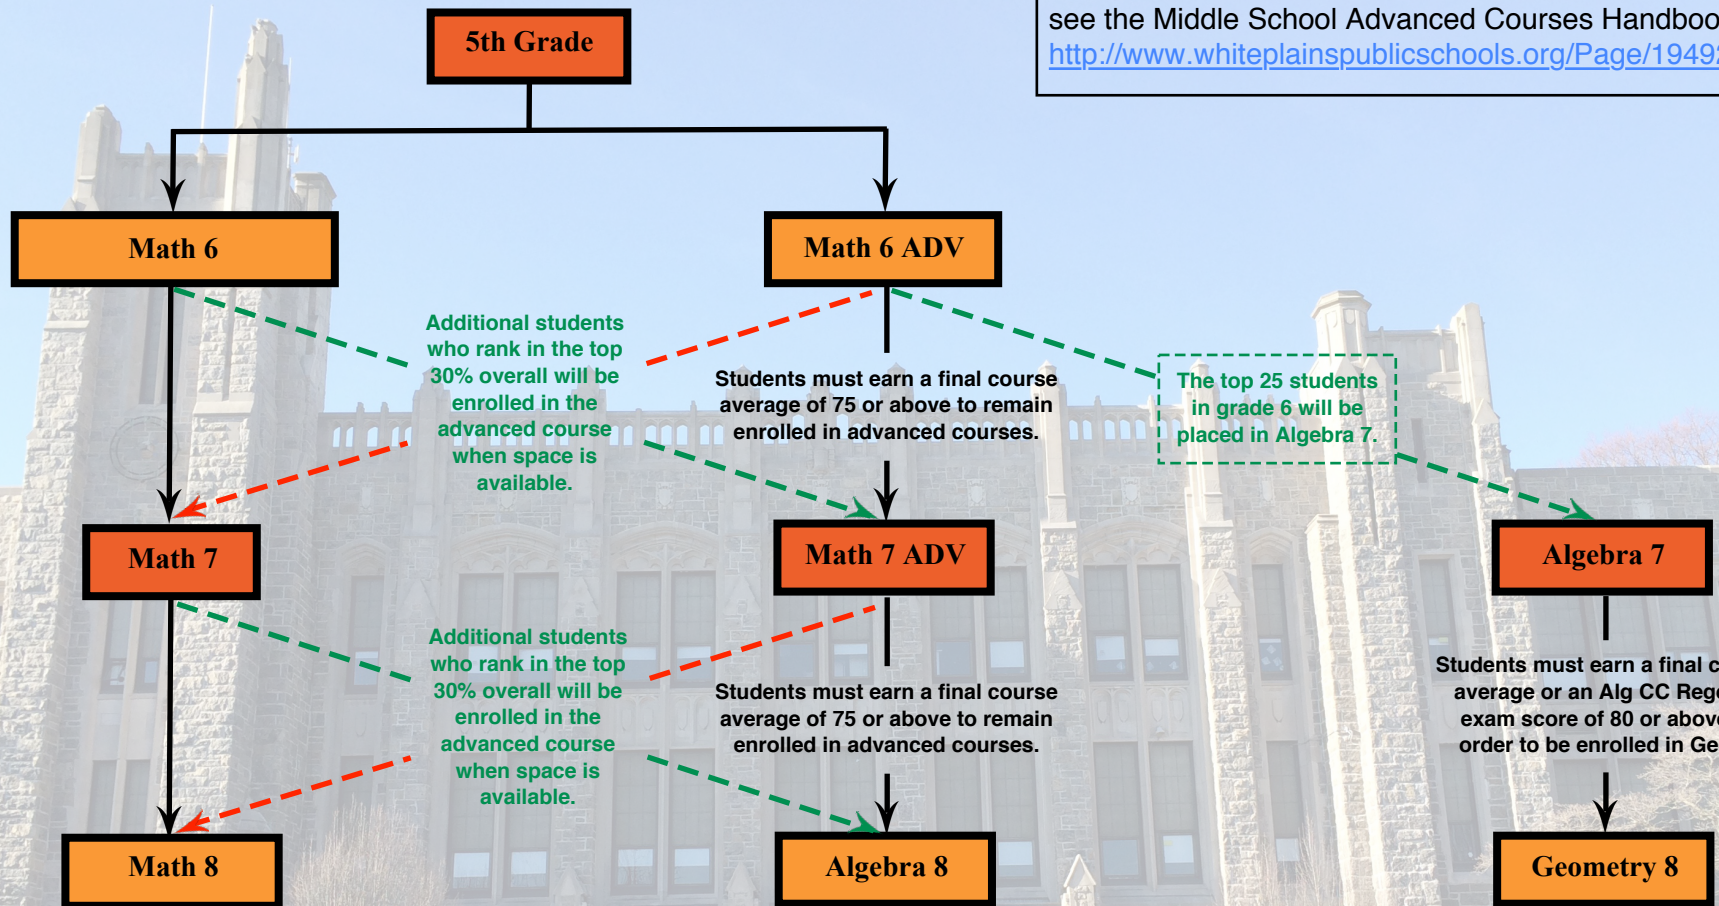 see the Middle School Advanced Courses Handboo
http://www.whiteplainspublicschools.org/Page/1949
5th Grade
Math 6
Math 6 ADV
Additional students
who rank in the top
30% overall will be
enrolled in the
advanced course
when space is
available.
Students must earn a final course
average of 75 or above to remain
enrolled in advanced courses.
The top 25 students
in grade 6 will be
placed in Algebra 7.
Math 7
Math 7 ADV
Algebra 7
Additional students
who rank in the top
30% overall will be
enrolled in the
advanced course
when space is
available.
Students must earn a final course
average of 75 or above to remain
enrolled in advanced courses.
Students must earn a final c
average or an Alg CC Reg
exam score of 80 or abov
order to be enrolled in Ge
Math 8
Algebra 8
Geometry 8